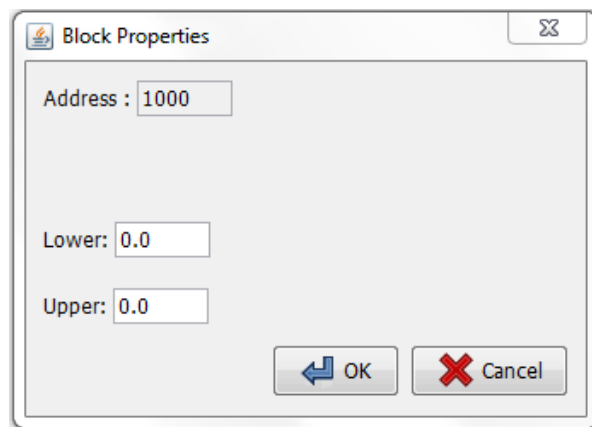 Block Properties
Address : 1000
Lower: 0.0
Upper: 0.0
OK Cancel